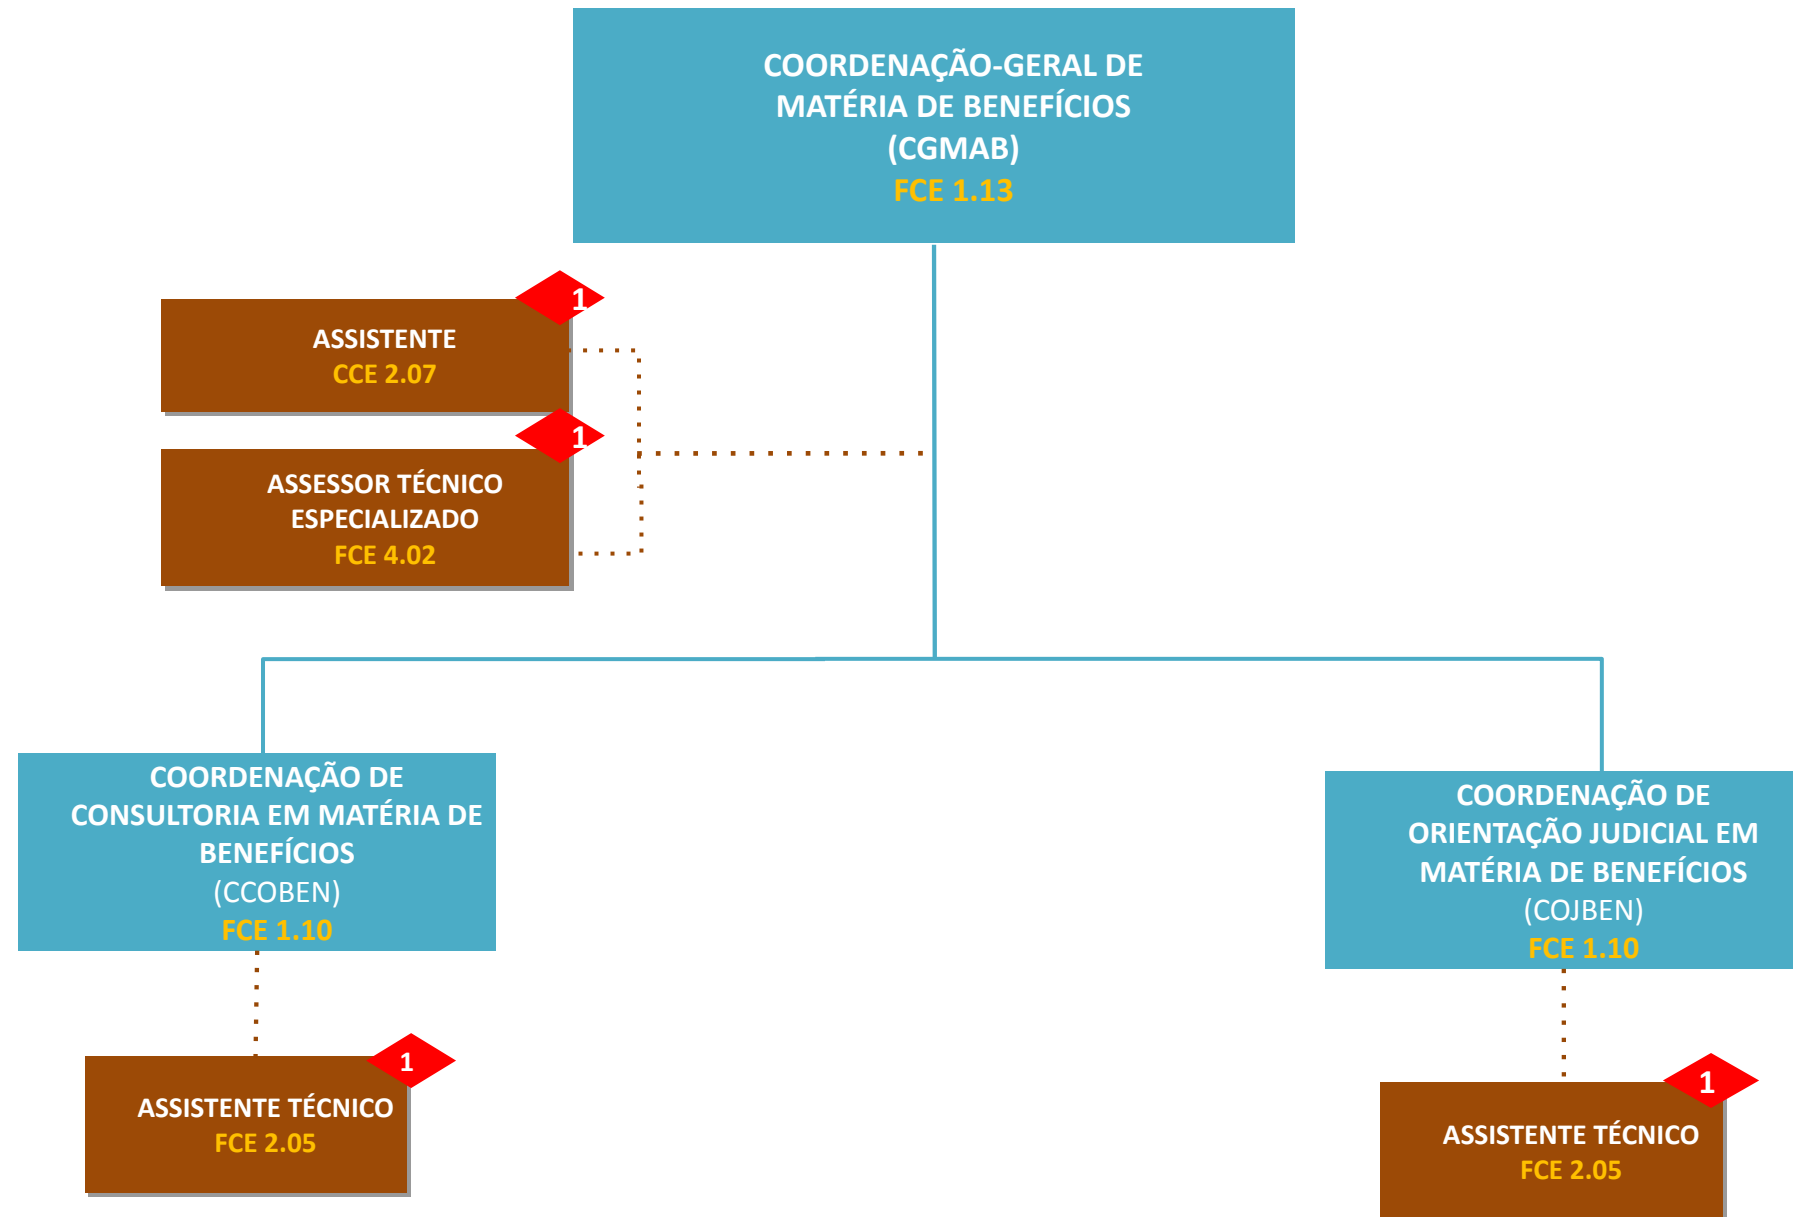 COORDENAÇÃO-GERAL DE
MATÉRIA DE BENEFÍCIOS
(CGMAB)
FCE 1.13
1
ASSISTENTE
CCE 2.07
1
ASSESSOR TÉCNICO
ESPECIALIZADO
FCE 4.02
COORDENAÇÃO DE
CONSULTORIA EM MATÉRIA DE
BENEFÍCIOS
(CCOBEN)
FCE 1.10
1
ASSISTENTE TÉCNICO
FCE 2.05
COORDENAÇÃO DE
ORIENTAÇÃO JUDICIAL EM
MATÉRIA DE BENEFÍCIOS
(COJBEN)
FCE 1.10
1
ASSISTENTE TÉCNICO
FCE 2.05